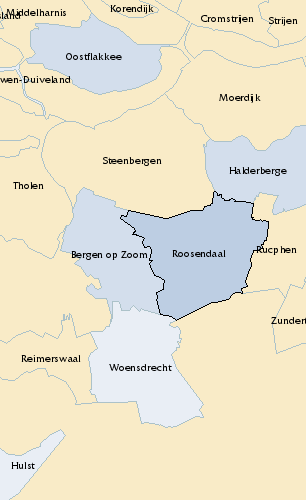 Middelharnis
Korendijk
sland
Cromstrijen
Strijen
Oostflakkee
wen-Duiveland
Moerdijk
Steenbergen
Halderberge
Tholen
Bergen op Zoom
Roosendaal
Rucphen
Zundert
Reimerswaal
Woensdrecht
Hulst